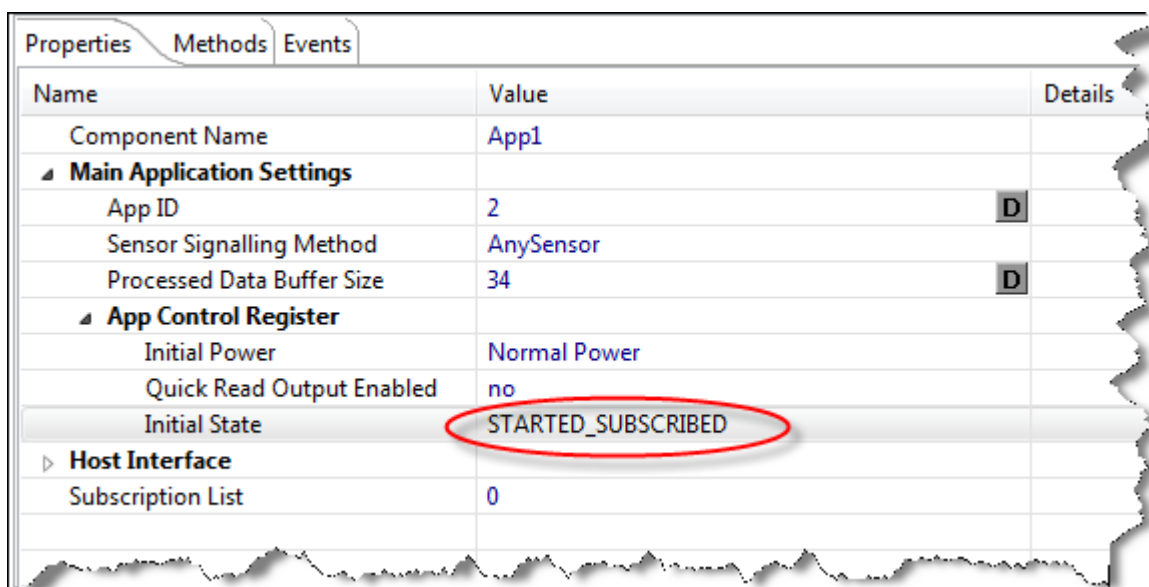 Properties Methods Events
Name Value Details
Component Name App1
Main Application Settings
App ID 2 D
Sensor Signalling Method AnySensor
Processed Data Buffer Size 34 D
App Control Register
Initial Power Normal Power
Quick Read Output Enabled no
Initial State STARTED_SUBSCRIBED
Host Interface
Subscription List 0